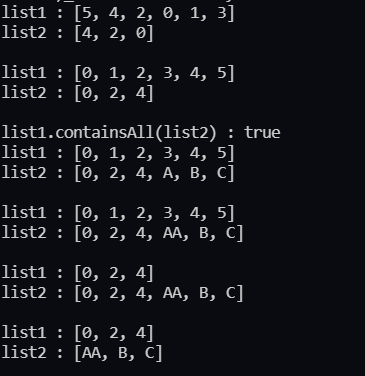 list1 : [5, 4, 2, 0, 1, 3]
list2 : [4, 2, 0]

list1 : [0, 1, 2, 3, 4, 5]
list2 : [0, 2, 4]

list1.containsAll(list2) : true
list1 : [0, 1, 2, 3, 4, 5]
list2 : [0, 2, 4, A, B, C]

list1 : [0, 1, 2, 3, 4, 5]
list2 : [0, 2, 4, AA, B, C]

list1 : [0, 2, 4]
list2 : [0, 2, 4, AA, B, C]

list1 : [0, 2, 4]
list2 : [AA, B, C]